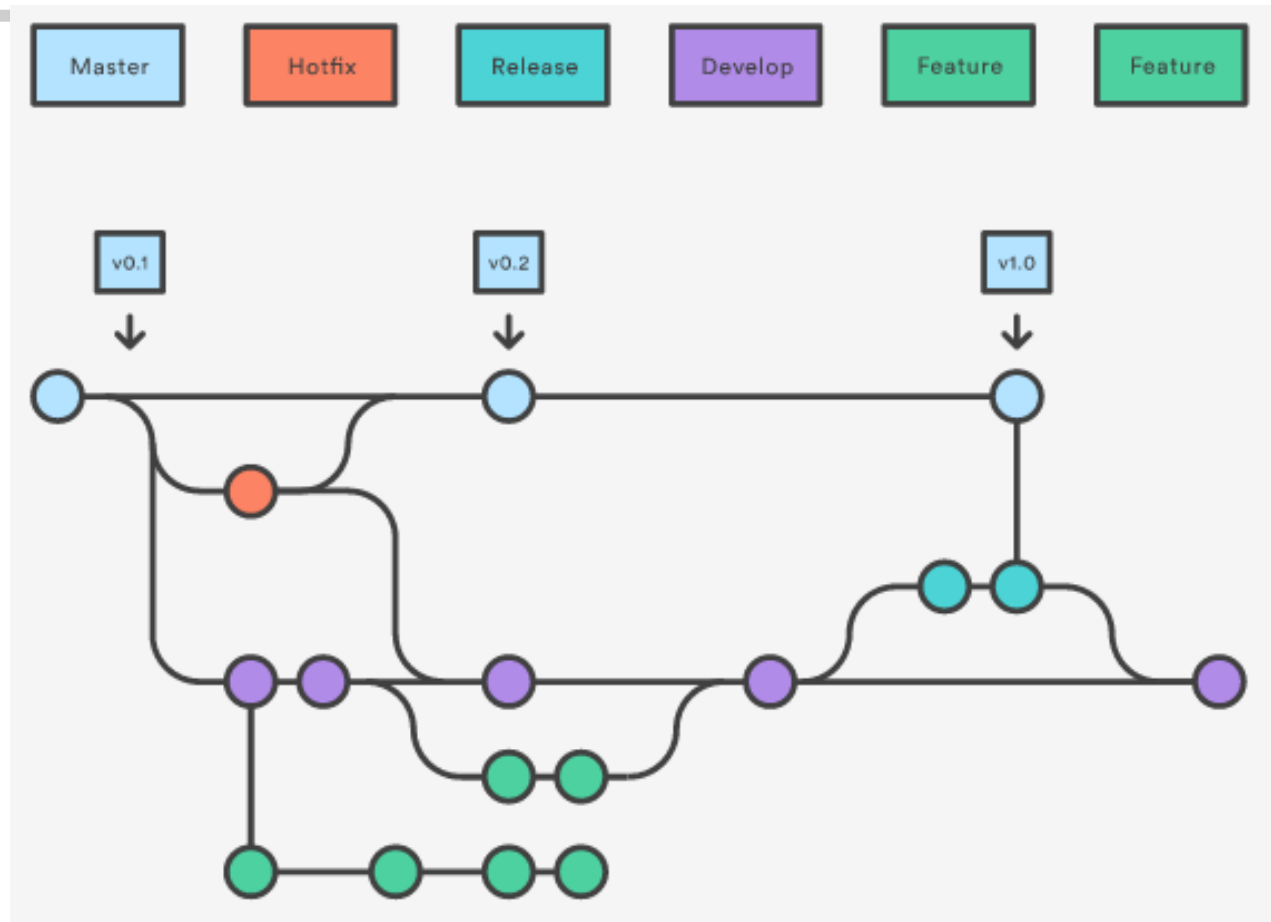 Master
Hotfix
Release
Develop
Feature
Feature
v0.1
v0.2
v1.0